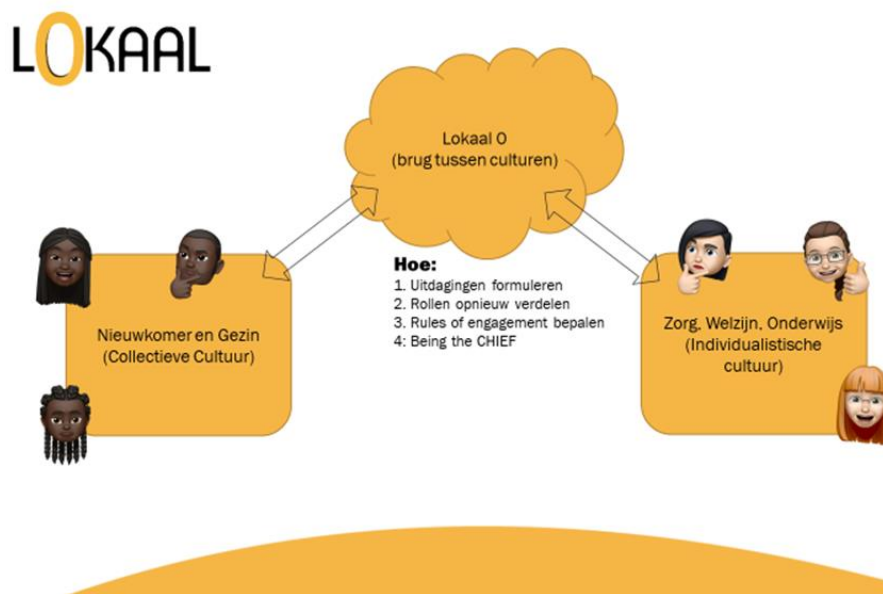 LOKAAL
Lokaal O
(brug tussen culturen)
Hoe:
1. Uitdagingen formuleren
2. Rollen opnieuw verdelen
3. Rules of engagement bepalen
4: Being the CHIEF
Nieuwkomer en Gezin
(Collectieve Cultuur)
Zorg, Welzijn, Onderwijs
(Individualistische
cultuur)